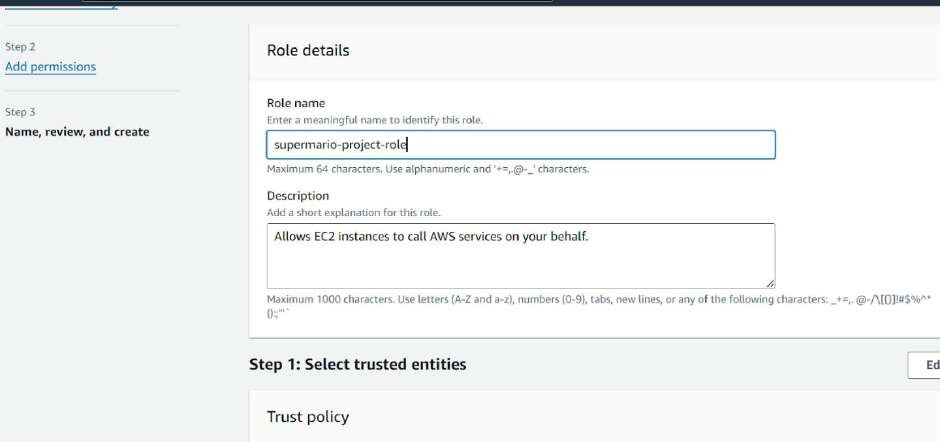 Step 2
Add permissions
Step 3
Name, review, and create
Role details
Role name
Enter a meaningful name to identify this role.
supermario-project-role
Maximum 64 characters. Use alphanumeric and '+=,.@-_' characters.
Description
Add a short explanation for this role.
Allows EC2 instances to call AWS services on your behalf.
Maximum 1000 characters. Use letters (A-Z and a-z), numbers (0-9), tabs, new lines, or any of the following characters: _+=,. @-/\[{}]!#$%^*
();:"'`
Step 1: Select trusted entities
Ed
Trust policy